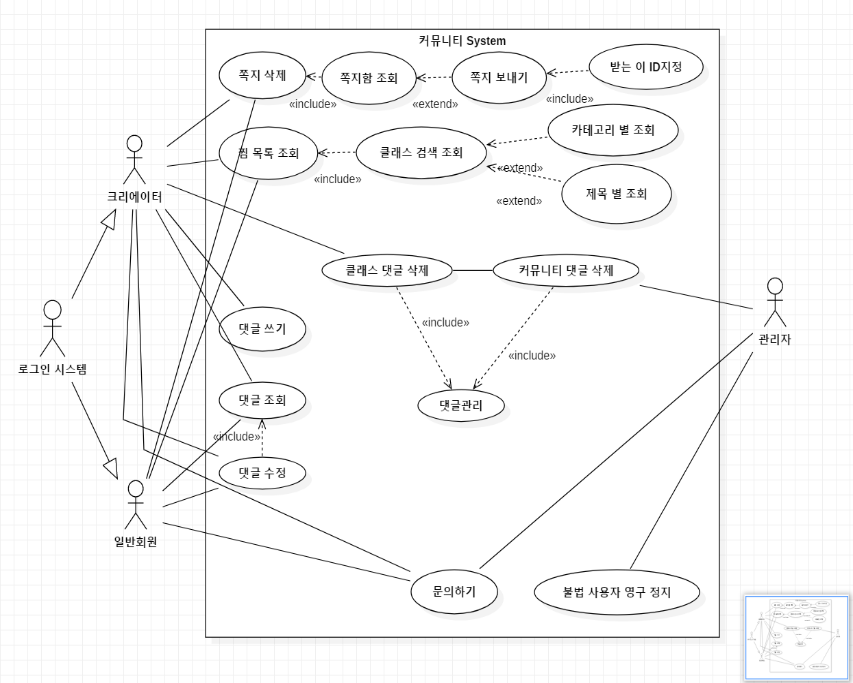 커뮤니티 System
쪽지 삭제
쪽지함 조회
쪽지 보내기
받는 이 ID지정
«include»
«extend»
«include»
찜 목록 조회
클래스 검색 조회
카테고리 별 조회
«include»
«extend»
제목 별 조회
«extend»
크리에이터
클래스 댓글 삭제
커뮤니티 댓글 삭제
«include»
댓글 쓰기
관리자
«include»
로그인 시스템
댓글 조회
댓글관리
«include»
댓글 수정
일반회원
문의하기
불법 사용자 영구 정지